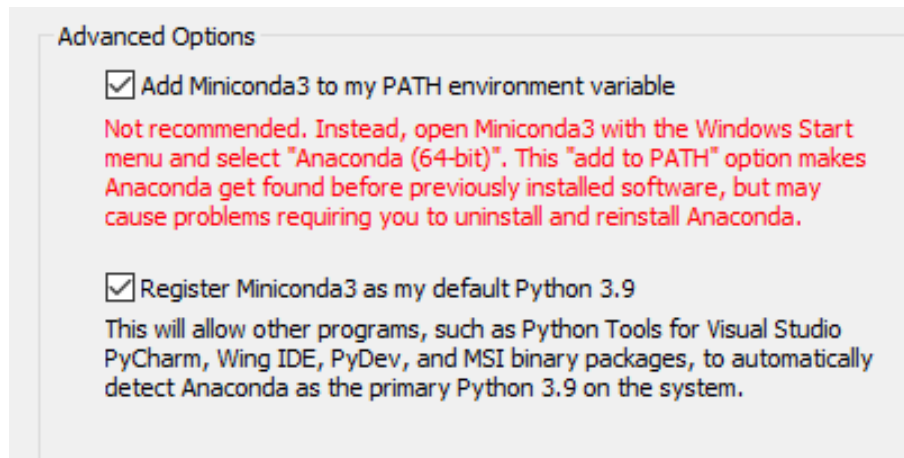 Advanced Options
Add Miniconda3 to my PATH environment variable
Not recommended. Instead, open Miniconda3 with the Windows Start
menu and select "Anaconda (64-bit)". This "add to PATH" option makes
Anaconda get found before previously installed software, but may
cause problems requiring you to uninstall and reinstall Anaconda.
Register Miniconda3 as my default Python 3.9
This will allow other programs, such as Python Tools for Visual Studio
PyCharm, Wing IDE, PyDev, and MSI binary packages, to automatically
detect Anaconda as the primary Python 3.9 on the system.